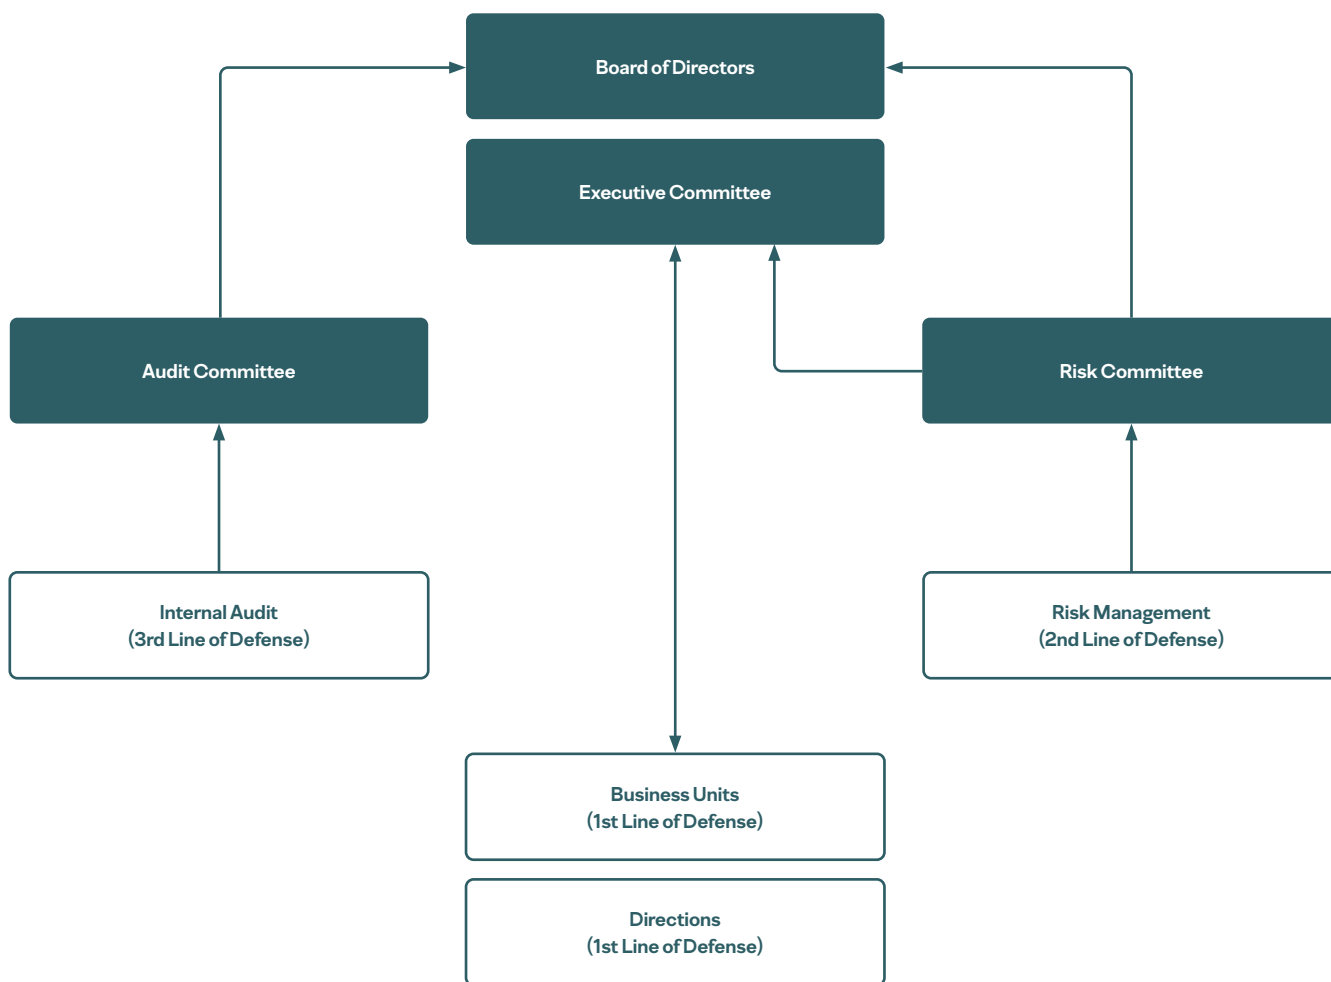 Board of Directors
Executive Committee
Audit Committee
Risk Committee
Internal Audit
(3rd Line of Defense)
Risk Management
(2nd Line of Defense)
Business Units
(1st Line of Defense)
Directions
(1st Line of Defense)